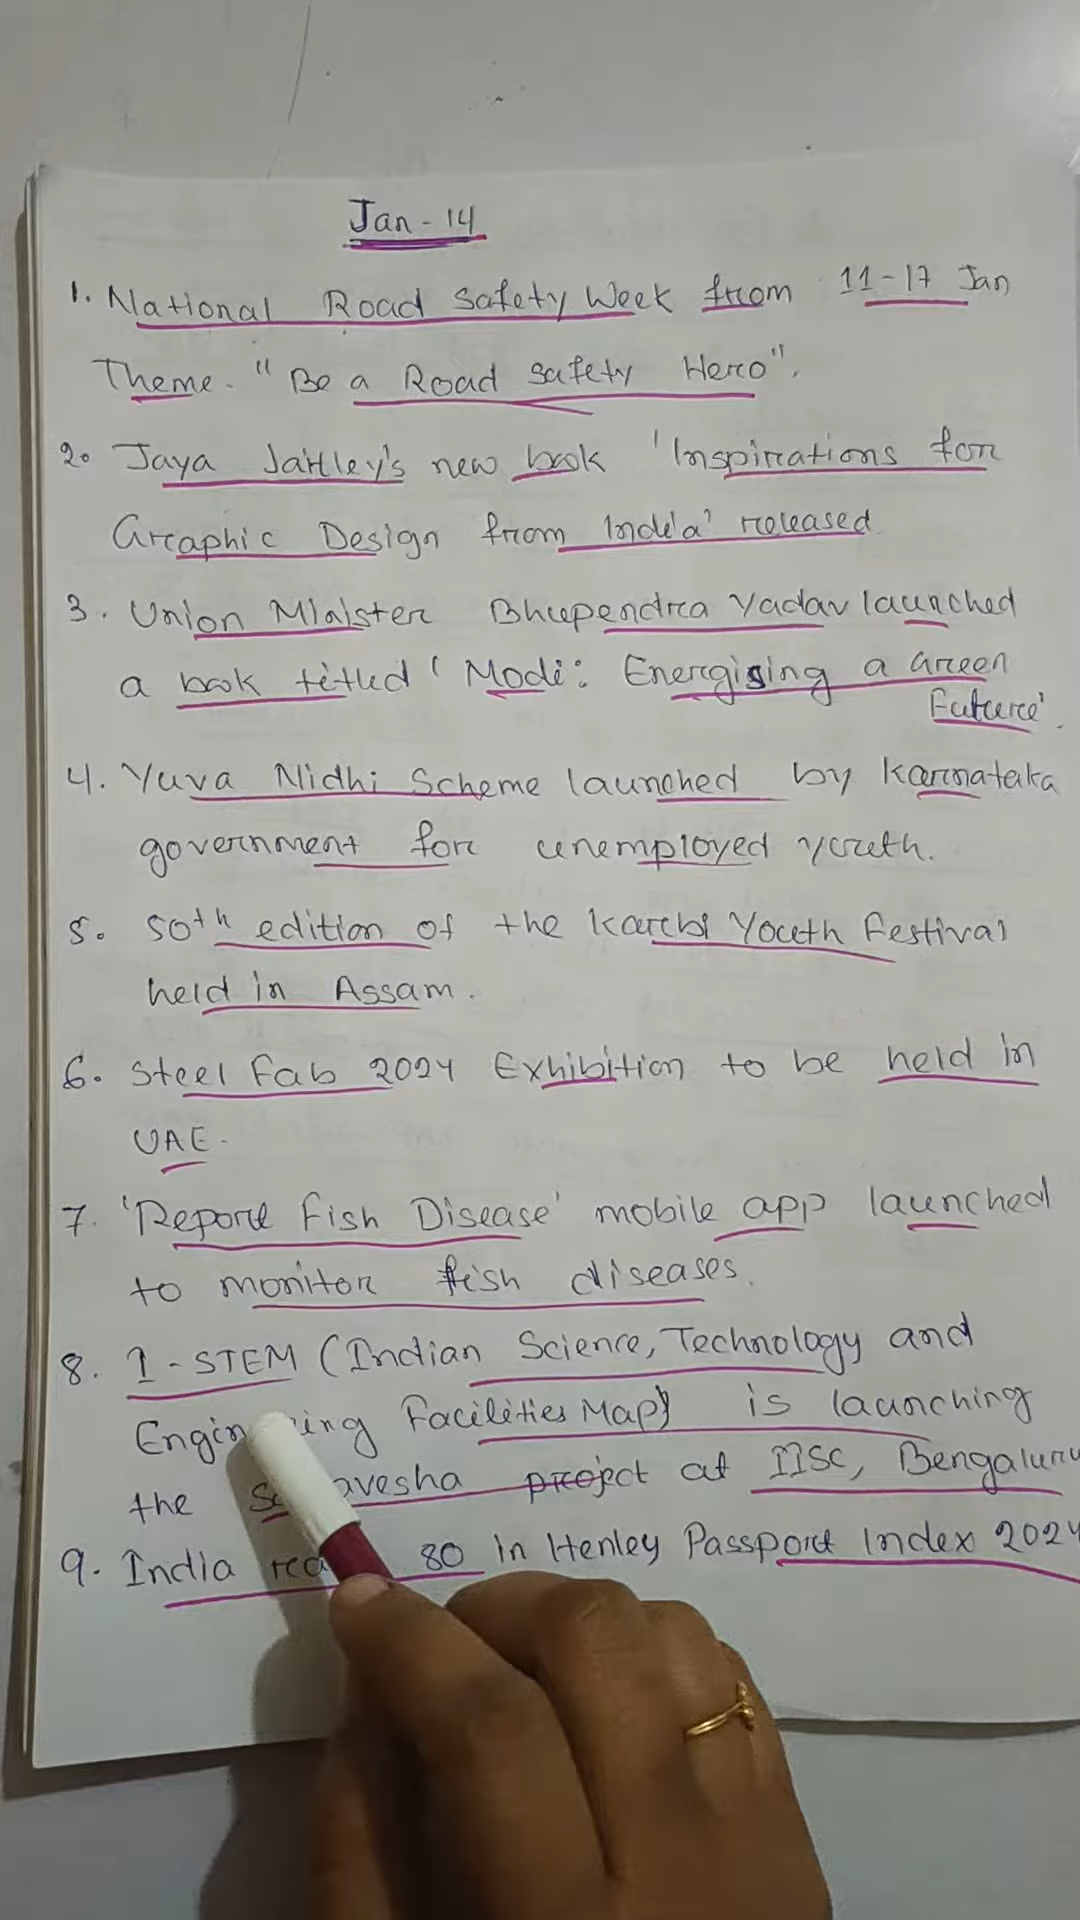 Jan - 14
1. National Road Safety Week from 11-17 Jan
Theme - "Be a Road Safety Hero".
2. Jaya Jaitley's new book 'Inspirations for
Graphic Design from India' released
3. Union Minister Bhupendra Yadav launched
a book titled 'Modi: Energising a Green
Future'.
4. Yuva Nidhi Scheme launched by Karnataka
government for unemployed youth.
5. 50th edition of the Karbi Youth Festival
held in Assam.
6. Steel Fab 2024 Exhibition to be held in
UAE.
7. 'Report Fish Disease' mobile app launched
to monitor fish diseases.
8. I-STEM (Indian Science, Technology and
Facilities Map) is launching
the project at IISC, Bengaluru
9. India 80 in Henley Passport Index 2024